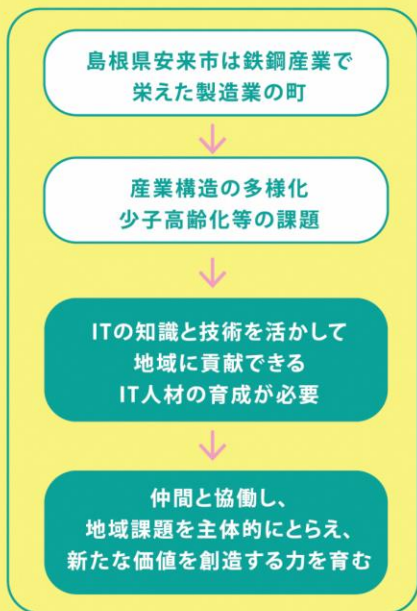 島根県安来市は鉄鋼産業で
栄えた製造業の町
産業構造の多様化
少子高齢化等の課題
ITの知識と技術を活かして
地域に貢献できる
IT人材の育成が必要
仲間と協働し、
地域課題を主体的にとらえ、
新たな価値を創造する力を育む